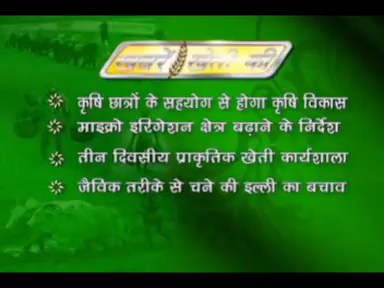 खबरें खेती की
कृषि छात्रों के सहयोग से होगा कृषि विकास
माइक्रो इरिगेशन क्षेत्र बढ़ाने के निर्देश
तीन दिवसीय प्राकृतिक खेती कार्यशाला
जैविक तरीके से चने की इल्ली का बचाव